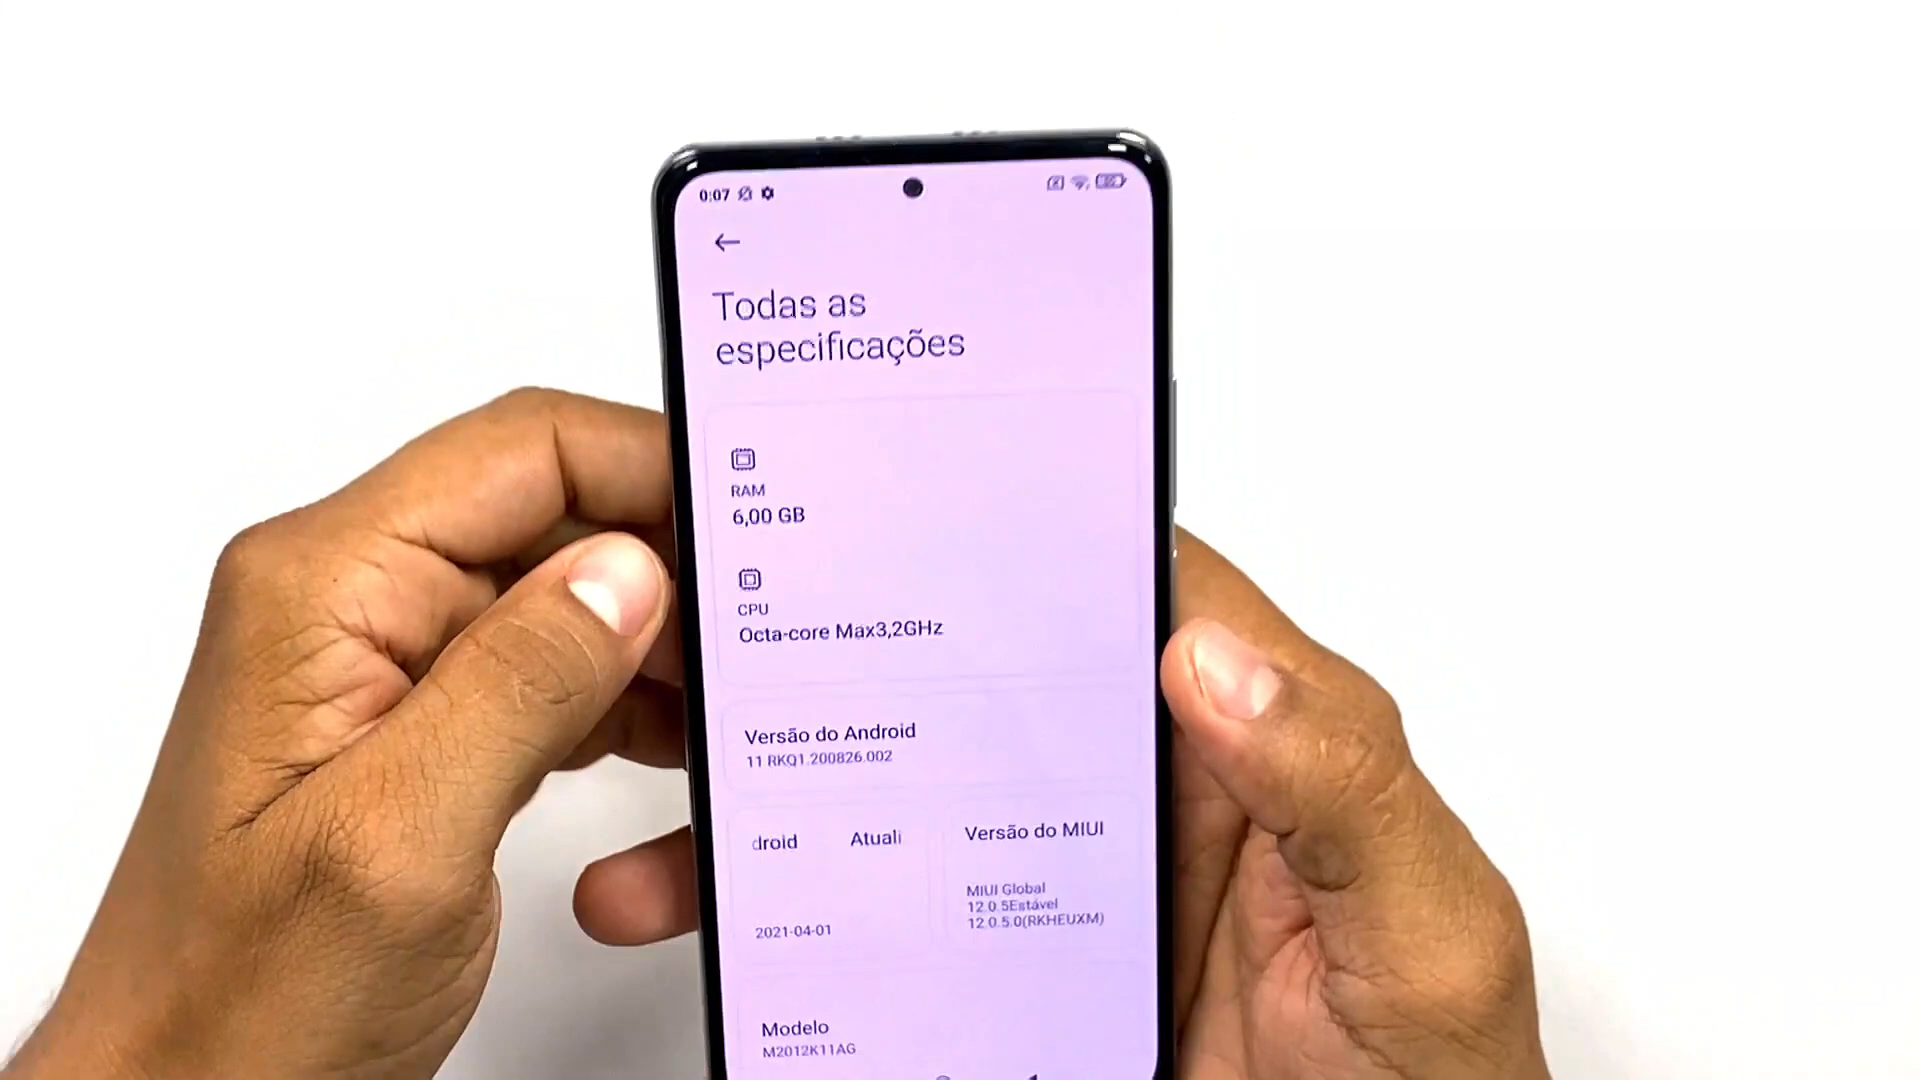 0:07
Todas as
especificações
RAM
6,00 GB
CPU
Octa-core Max3,2GHz
Versão do Android
11 RKQ1.200826.002
droid Atuali
2021-04-01
Versão do MIUI
MIUI Global
12.0.5Estável
12.0.5.0(RKHEUXM)
Modelo
M2012K11AG